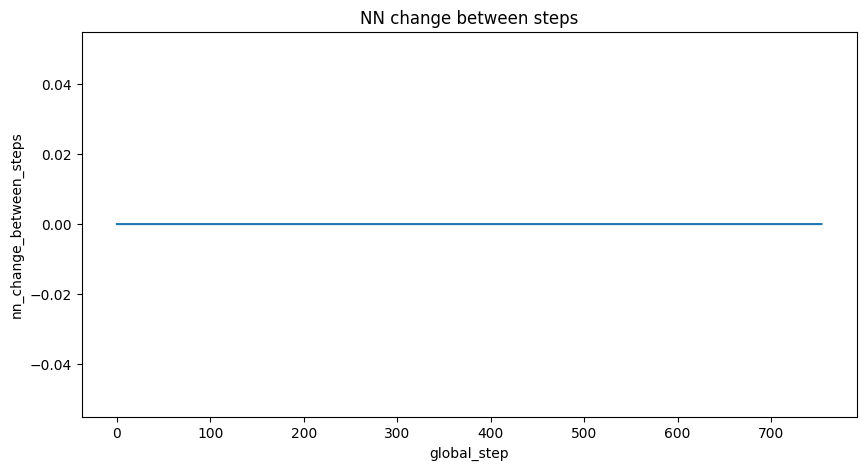 NN change between steps
nn_change_between_steps
0.04
0.02
0.00
−0.02
−0.04
0 100 200 300 400 500 600 700
global_step